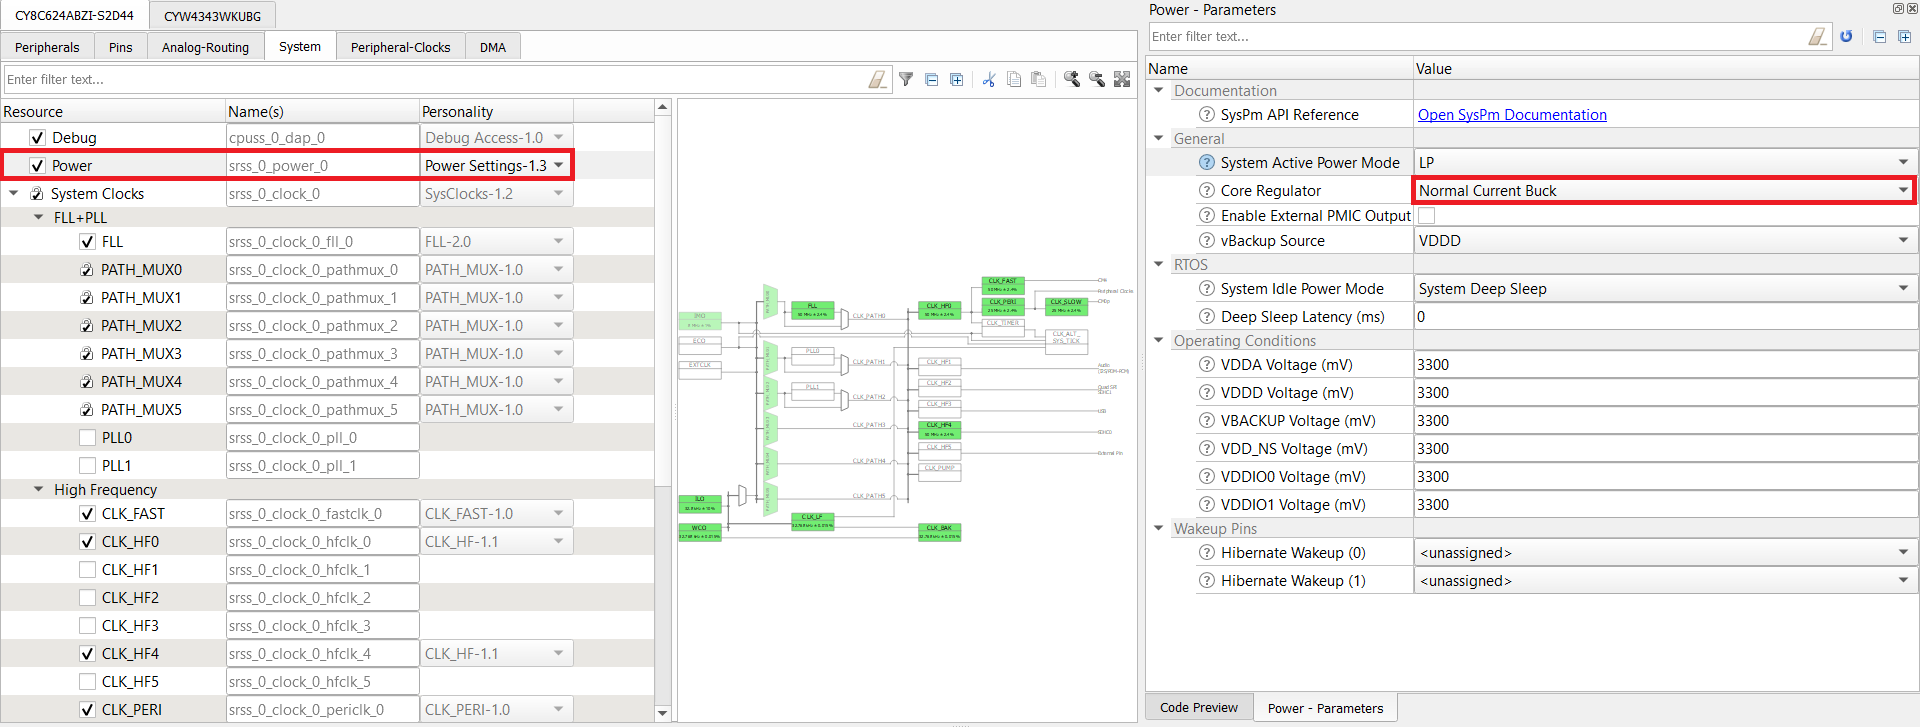 CY8C624ABZI-S2D44
CYW4343WKUBG
Peripherals
Pins
Analog-Routing
System
Peripheral-Clocks
DMA
Enter filter text...
Resource Name(s) Personality
Debug cpuss_0_dap_0 Debug Access-1.0
Power srss_0_power_0 Power Settings-1.3
System Clocks srss_0_clock_0 SysClocks-1.2
FLL+PLL
FLL srss_0_clock_0_fll_0 FLL-2.0
PATH_MUX0 srss_0_clock_0_pathmux_0 PATH_MUX-1.0
PATH_MUX1 srss_0_clock_0_pathmux_1 PATH_MUX-1.0
PATH_MUX2 srss_0_clock_0_pathmux_2 PATH_MUX-1.0
PATH_MUX3 srss_0_clock_0_pathmux_3 PATH_MUX-1.0
PATH_MUX4 srss_0_clock_0_pathmux_4 PATH_MUX-1.0
PATH_MUX5 srss_0_clock_0_pathmux_5 PATH_MUX-1.0
PLL0 srss_0_clock_0_pll_0
PLL1 srss_0_clock_0_pll_1
High Frequency
CLK_FAST srss_0_clock_0_fastclk_0 CLK_FAST-1.0
CLK_HF0 srss_0_clock_0_hfclk_0 CLK_HF-1.1
CLK_HF1 srss_0_clock_0_hfclk_1
CLK_HF2 srss_0_clock_0_hfclk_2
CLK_HF3 srss_0_clock_0_hfclk_3
CLK_HF4 srss_0_clock_0_hfclk_4 CLK_HF-1.1
CLK_HF5 srss_0_clock_0_hfclk_5
CLK_PERI srss_0_clock_0_periclk_0 CLK_PERI-1.0
IMO
ECO
EXTCLK
ILO
WCO
FLL
PLL0
PLL1
CLK_LF
CLK_PATH0
CLK_PATH1
CLK_PATH2
CLK_PATH3
CLK_PATH4
CLK_PATH5
CLK_HF0
CLK_HF1
CLK_HF2
CLK_HF3
CLK_HF4
CLK_HF5
CLK_PUMP
CLK_BAK
CLK_FAST
CLK_PERI
CLK_TIMER
CLK_SLOW
CLK_ALT_
SYS_TICK
Peripheral Clocks
USB
External Pin
Power - Parameters
Enter filter text...
Name Value
Documentation
SysPm API Reference Open SysPm Documentation
General
System Active Power Mode LP
Core Regulator Normal Current Buck
Enable External PMIC Output
vBackup Source VDDD
RTOS
System Idle Power Mode System Deep Sleep
Deep Sleep Latency (ms) 0
Operating Conditions
VDDA Voltage (mV) 3300
VDDD Voltage (mV) 3300
VBACKUP Voltage (mV) 3300
VDD_NS Voltage (mV) 3300
VDDIO0 Voltage (mV) 3300
VDDIO1 Voltage (mV) 3300
Wakeup Pins
Hibernate Wakeup (0) <unassigned>
Hibernate Wakeup (1) <unassigned>
Code Preview
Power - Parameters